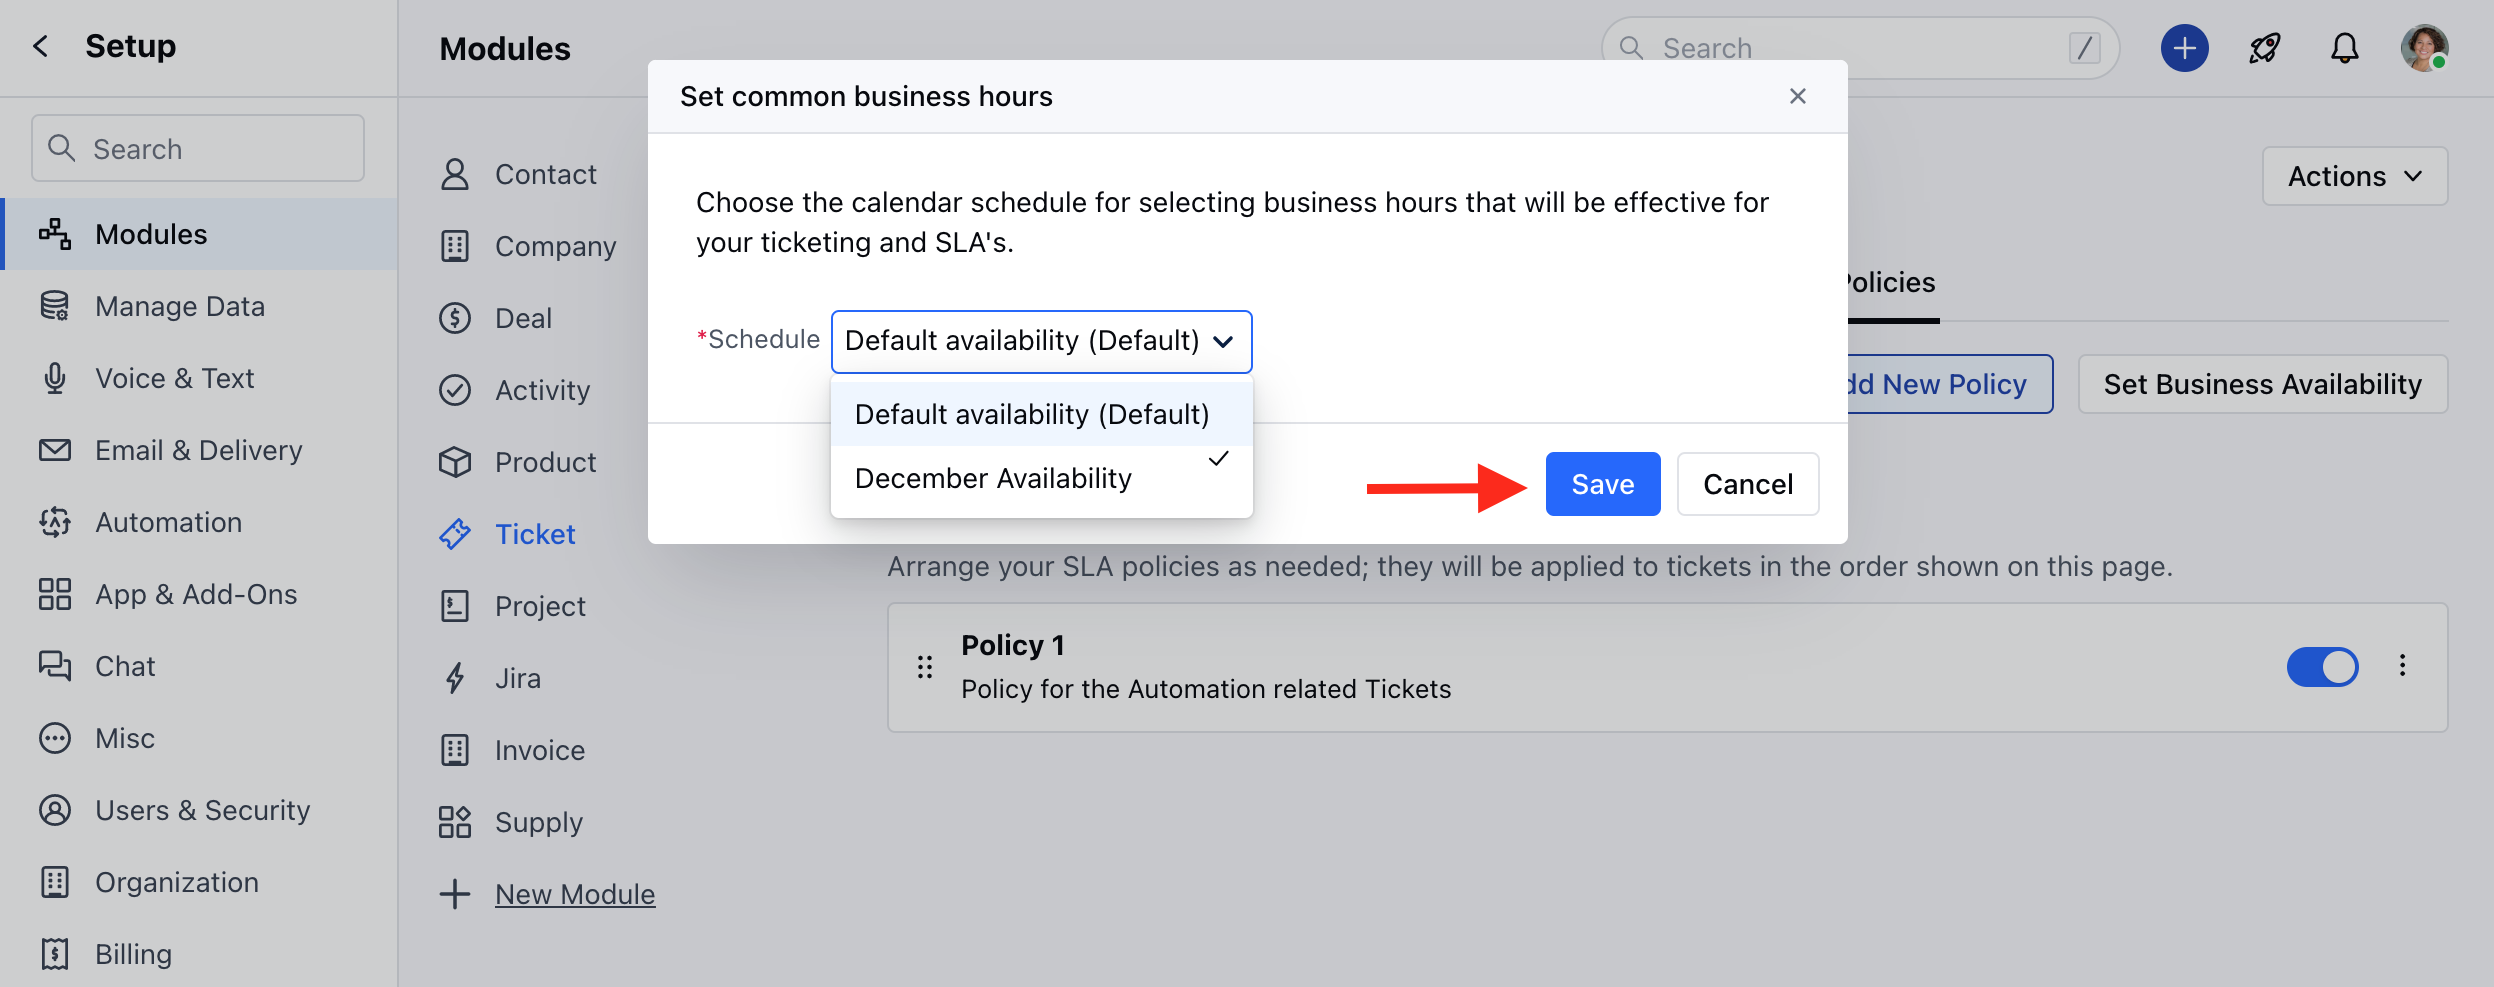 Setup
Search
Modules
Manage Data
Voice & Text
Email & Delivery
Automation
App & Add-Ons
Chat
Misc
Users & Security
Organization
Billing
Modules
Search
/
Contact
Company
Deal
Activity
Product
Ticket
Project
Jira
Invoice
Supply
New Module
Actions
Policies
dd New Policy
Set Business Availability
Set common business hours
Choose the calendar schedule for selecting business hours that will be effective for
your ticketing and SLA's.
*Schedule
Default availability (Default)
Default availability (Default)
December Availability
Save
Cancel
Arrange your SLA policies as needed; they will be applied to tickets in the order shown on this page.
Policy 1
Policy for the Automation related Tickets